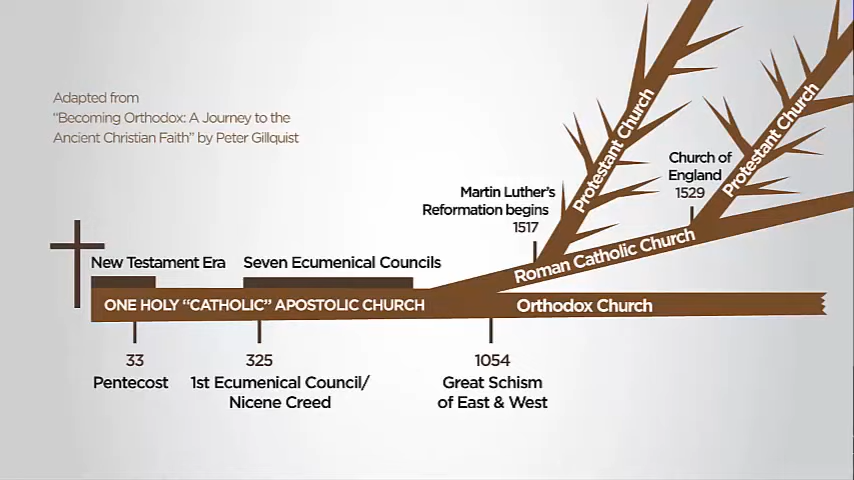 Adapted from
“Becoming Orthodox: A Journey to the
Ancient Christian Faith” by Peter Gillquist
Protestant Church
Protestant Church
Church of
England
1529
Martin Luther’s
Reformation begins
1517
Roman Catholic Church
New Testament Era
Seven Ecumenical Councils
ONE HOLY “CATHOLIC” APOSTOLIC CHURCH
Orthodox Church
33
Pentecost
325
1st Ecumenical Council/
Nicene Creed
1054
Great Schism
of East & West